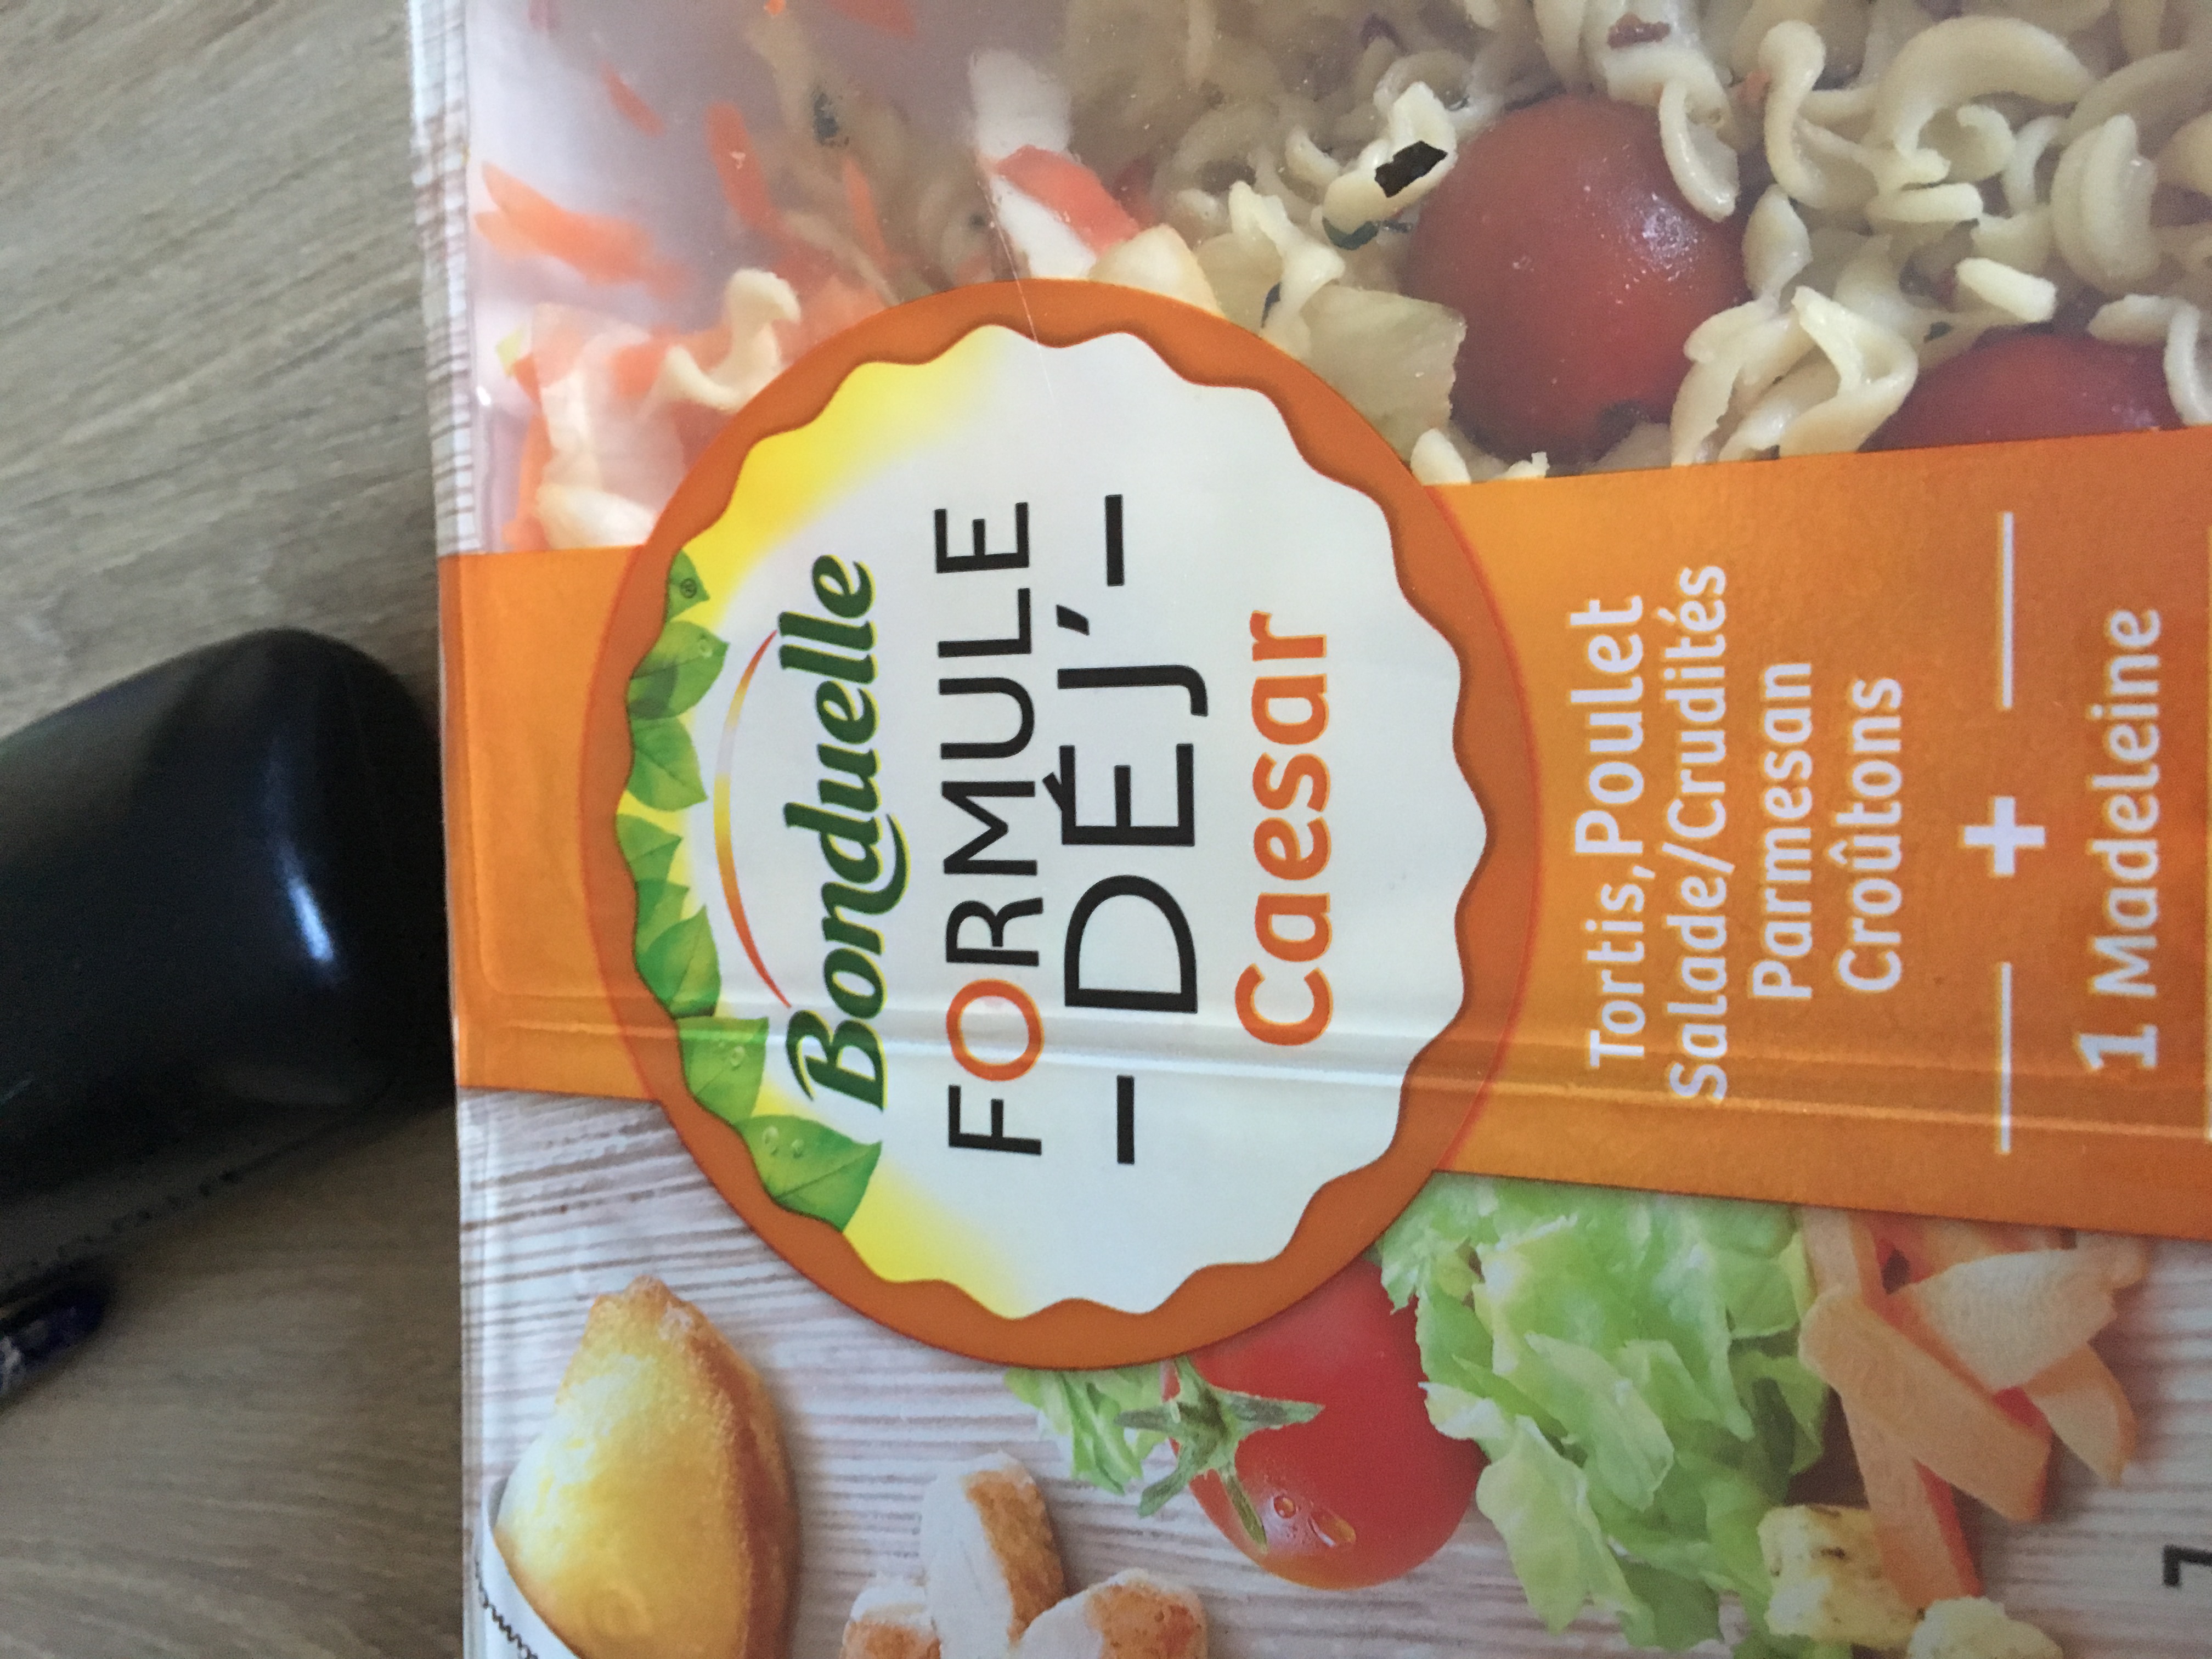 Bonduelle
®
FORMULE
– DÉJ' –
Caesar
Tortis, Poulet
Salade/Crudités
Parmesan
Croûtons
+
1 Madeleine